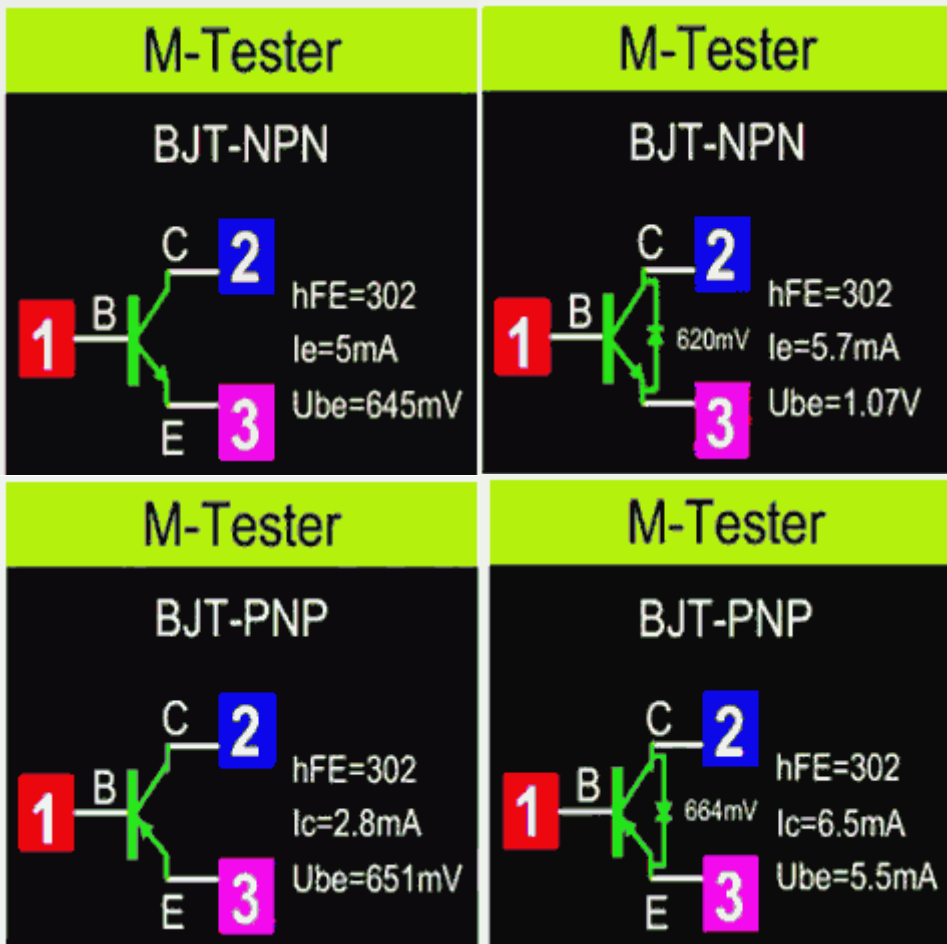 M-Tester
BJT-NPN
C
2
1
B
hFE=302
Ie=5mA
Ube=645mV
E
3
M-Tester
BJT-NPN
C
2
1
B
620mV
hFE=302
Ie=5.7mA
Ube=1.07V
3
M-Tester
BJT-PNP
C
2
1
B
hFE=302
Ic=2.8mA
Ube=651mV
E
3
M-Tester
BJT-PNP
C
2
1
B
664mV
hFE=302
Ic=6.5mA
Ube=5.5mA
E
3